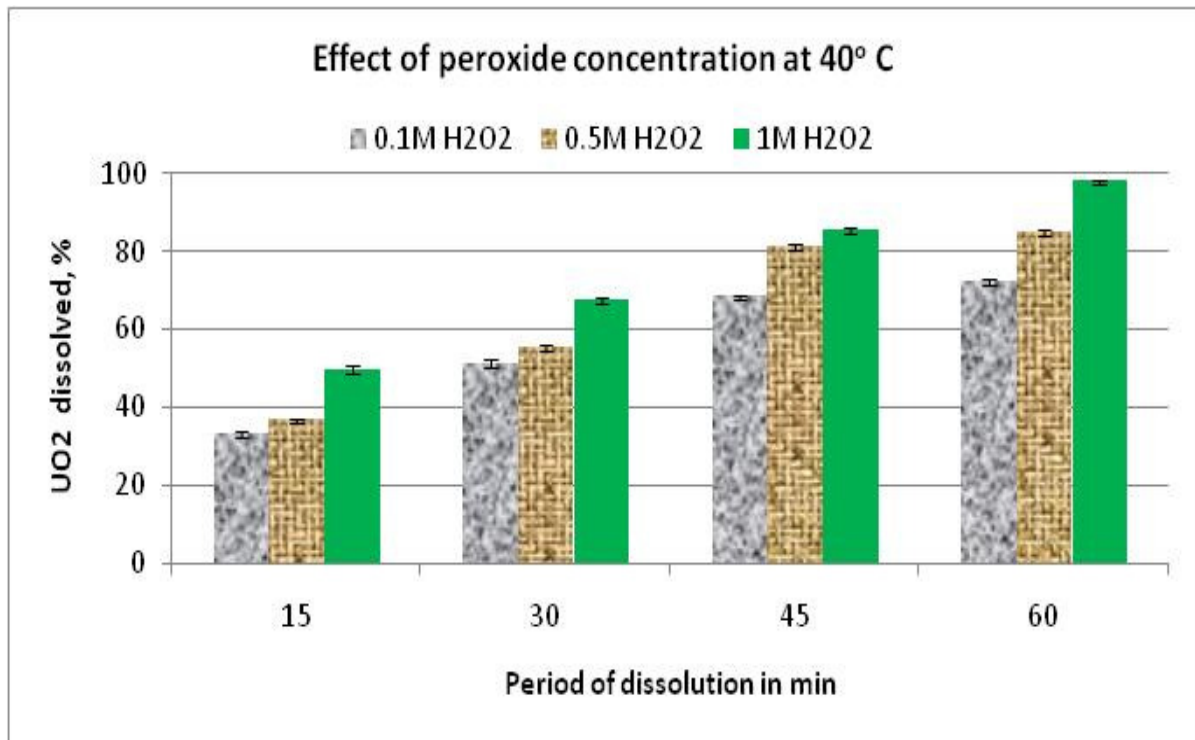 Effect of peroxide concentration at 40º C
0.1M H2O2 0.5M H2O2 1M H2O2
100
80
60
40
20
0
UO2 dissolved, %
15 30 45 60
Period of dissolution in min